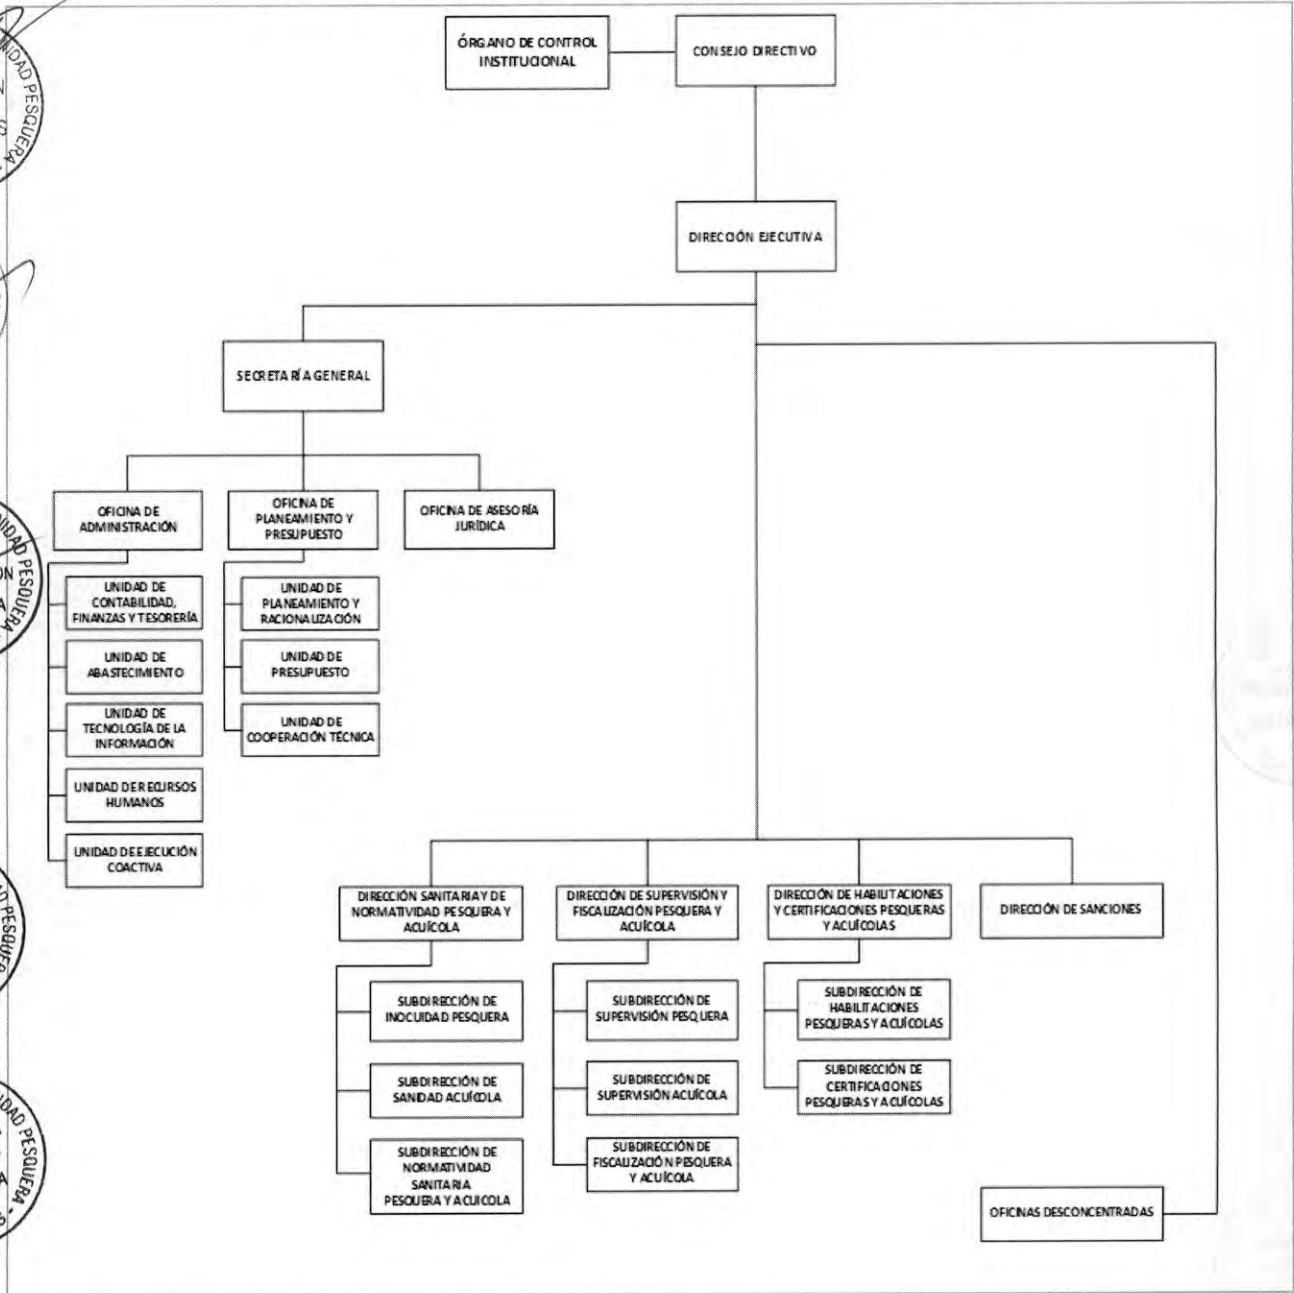 ÓRGANO DE CONTROL
INSTITUCIONAL
CONSEJO DIRECTIVO
DIRECCIÓN EJECUTIVA
SECRETARÍA GENERAL
OFICINA DE
ADMINISTRACIÓN
OFICINA DE
PLANEAMIENTO Y
PRESUPUESTO
OFICINA DE ASESORÍA
JURÍDICA
UNIDAD DE
CONTABILIDAD,
FINANZAS Y TESORERÍA
UNIDAD DE
ABASTECIMIENTO
UNIDAD DE
TECNOLOGÍA DE LA
INFORMACIÓN
UNIDAD DE RECURSOS
HUMANOS
UNIDAD DE EJECUCIÓN
COACTIVA
UNIDAD DE
PLANEAMIENTO Y
RACIONALIZACIÓN
UNIDAD DE
PRESUPUESTO
UNIDAD DE
COOPERACIÓN TÉCNICA
DIRECCIÓN SANITARIA Y DE
NORMATIVIDAD PESQUERA Y
ACUÍCOLA
SUBDIRECCIÓN DE
INOCUIDAD PESQUERA
SUBDIRECCIÓN DE
SANIDAD ACUÍCOLA
SUBDIRECCIÓN DE
NORMATIVIDAD
SANITARIA
PESQUERA Y ACUICOLA
DIRECCIÓN DE SUPERVISIÓN Y
FISCALIZACIÓN PESQUERA Y
ACUÍCOLA
SUBDIRECCIÓN DE
SUPERVISIÓN PESQUERA
SUBDIRECCIÓN DE
SUPERVISIÓN ACUÍCOLA
SUBDIRECCIÓN DE
FISCALIZACIÓN PESQUERA
Y ACUÍCOLA
DIRECCIÓN DE HABILITACIONES
Y CERTIFICACIONES PESQUERAS
Y ACUÍCOLAS
SUBDIRECCIÓN DE
HABILITACIONES
PESQUERAS Y ACUÍCOLAS
SUBDIRECCIÓN DE
CERTIFICACIONES
PESQUERAS Y ACUÍCOLAS
DIRECCIÓN DE SANCIONES
OFICINAS DESCONCENTRADAS
PESQUERA
PESQUERA
PESQUERA